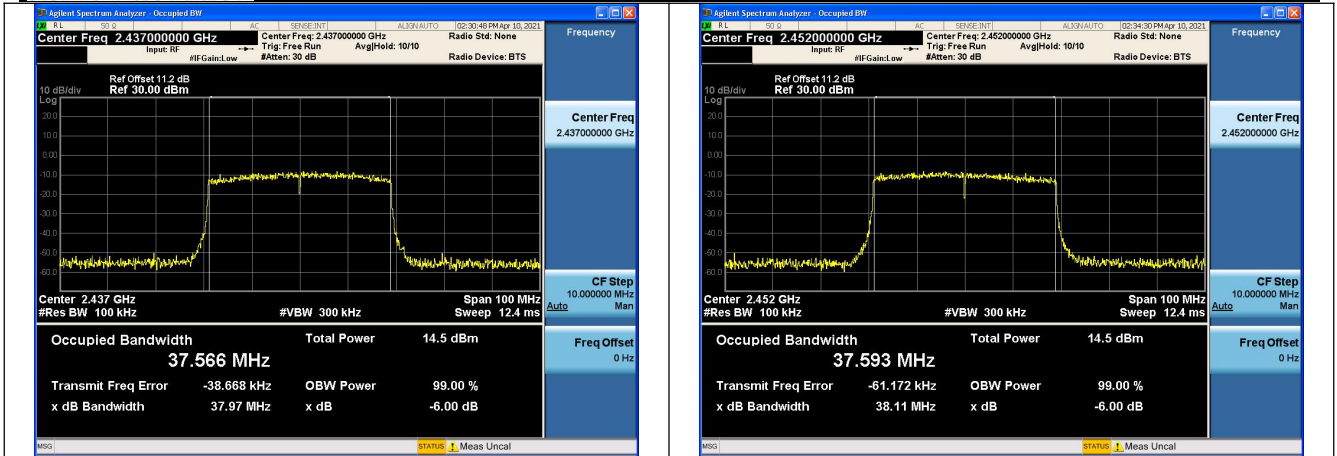 Agilent Spectrum Analyzer - Occupied BW
RL 50 Ω AC SENSE:INT ALIGN AUTO 02:30:48 PM Apr 10, 2021
Center Freq 2.437000000 GHz
Center Freq: 2.437000000 GHz
Radio Std: None
Input: RF
Trig: Free Run Avg|Hold: 10/10
#IFGain:Low #Atten: 30 dB Radio Device: BTS
Ref Offset 11.2 dB
10 dB/div Ref 30.00 dBm
Log
20.0
10.0
0.00
-10.0
-20.0
-30.0
-40.0
-50.0
-60.0
Center 2.437 GHz Span 100 MHz
#Res BW 100 kHz #VBW 300 kHz Sweep 12.4 ms
Occupied Bandwidth Total Power 14.5 dBm
37.566 MHz
Transmit Freq Error -38.668 kHz OBW Power 99.00 %
x dB Bandwidth 37.97 MHz x dB -6.00 dB
MSG STATUS Meas Uncal
Frequency
Center Freq
2.437000000 GHz
CF Step
10.000000 MHz
Auto Man
Freq Offset
0 Hz
Agilent Spectrum Analyzer - Occupied BW
RL 50 Ω AC SENSE:INT ALIGN AUTO 02:34:30 PM Apr 10, 2021
Center Freq 2.452000000 GHz
Center Freq: 2.452000000 GHz
Radio Std: None
Input: RF
Trig: Free Run Avg|Hold: 10/10
#IFGain:Low #Atten: 30 dB Radio Device: BTS
Ref Offset 11.2 dB
10 dB/div Ref 30.00 dBm
Log
20.0
10.0
0.00
-10.0
-20.0
-30.0
-40.0
-50.0
-60.0
Center 2.452 GHz Span 100 MHz
#Res BW 100 kHz #VBW 300 kHz Sweep 12.4 ms
Occupied Bandwidth Total Power 14.5 dBm
37.593 MHz
Transmit Freq Error -61.172 kHz OBW Power 99.00 %
x dB Bandwidth 38.11 MHz x dB -6.00 dB
MSG STATUS Meas Uncal
Frequency
Center Freq
2.452000000 GHz
CF Step
10.000000 MHz
Auto Man
Freq Offset
0 Hz